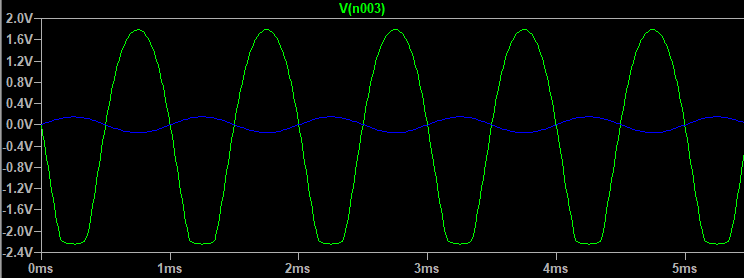 V(n003)
2.0V
1.6V
1.2V
0.8V
0.4V
0.0V
-0.4V
-0.8V
-1.2V
-1.6V
-2.0V
-2.4V
0ms 1ms 2ms 3ms 4ms 5ms